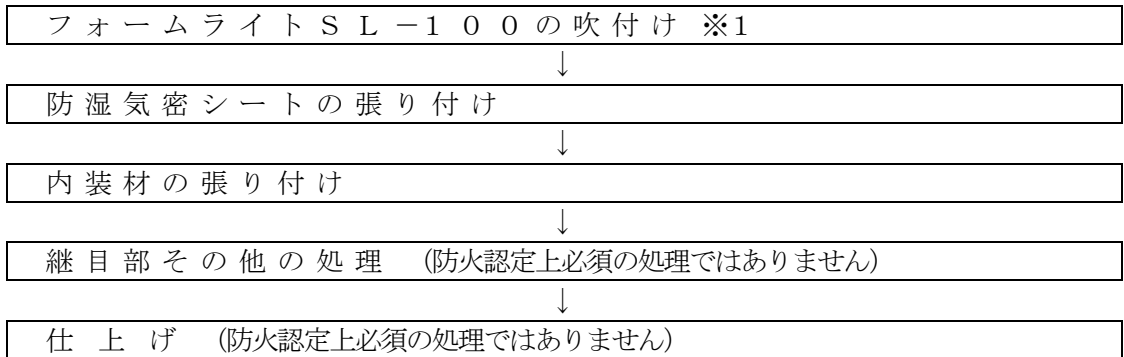 フォームライトＳＬ－１００の吹付け ※1
↓
防湿気密シートの張り付け
↓
内装材の張り付け
↓
継目部その他の処理 (防火認定上必須の処理ではありません)
↓
仕上げ (防火認定上必須の処理ではありません)